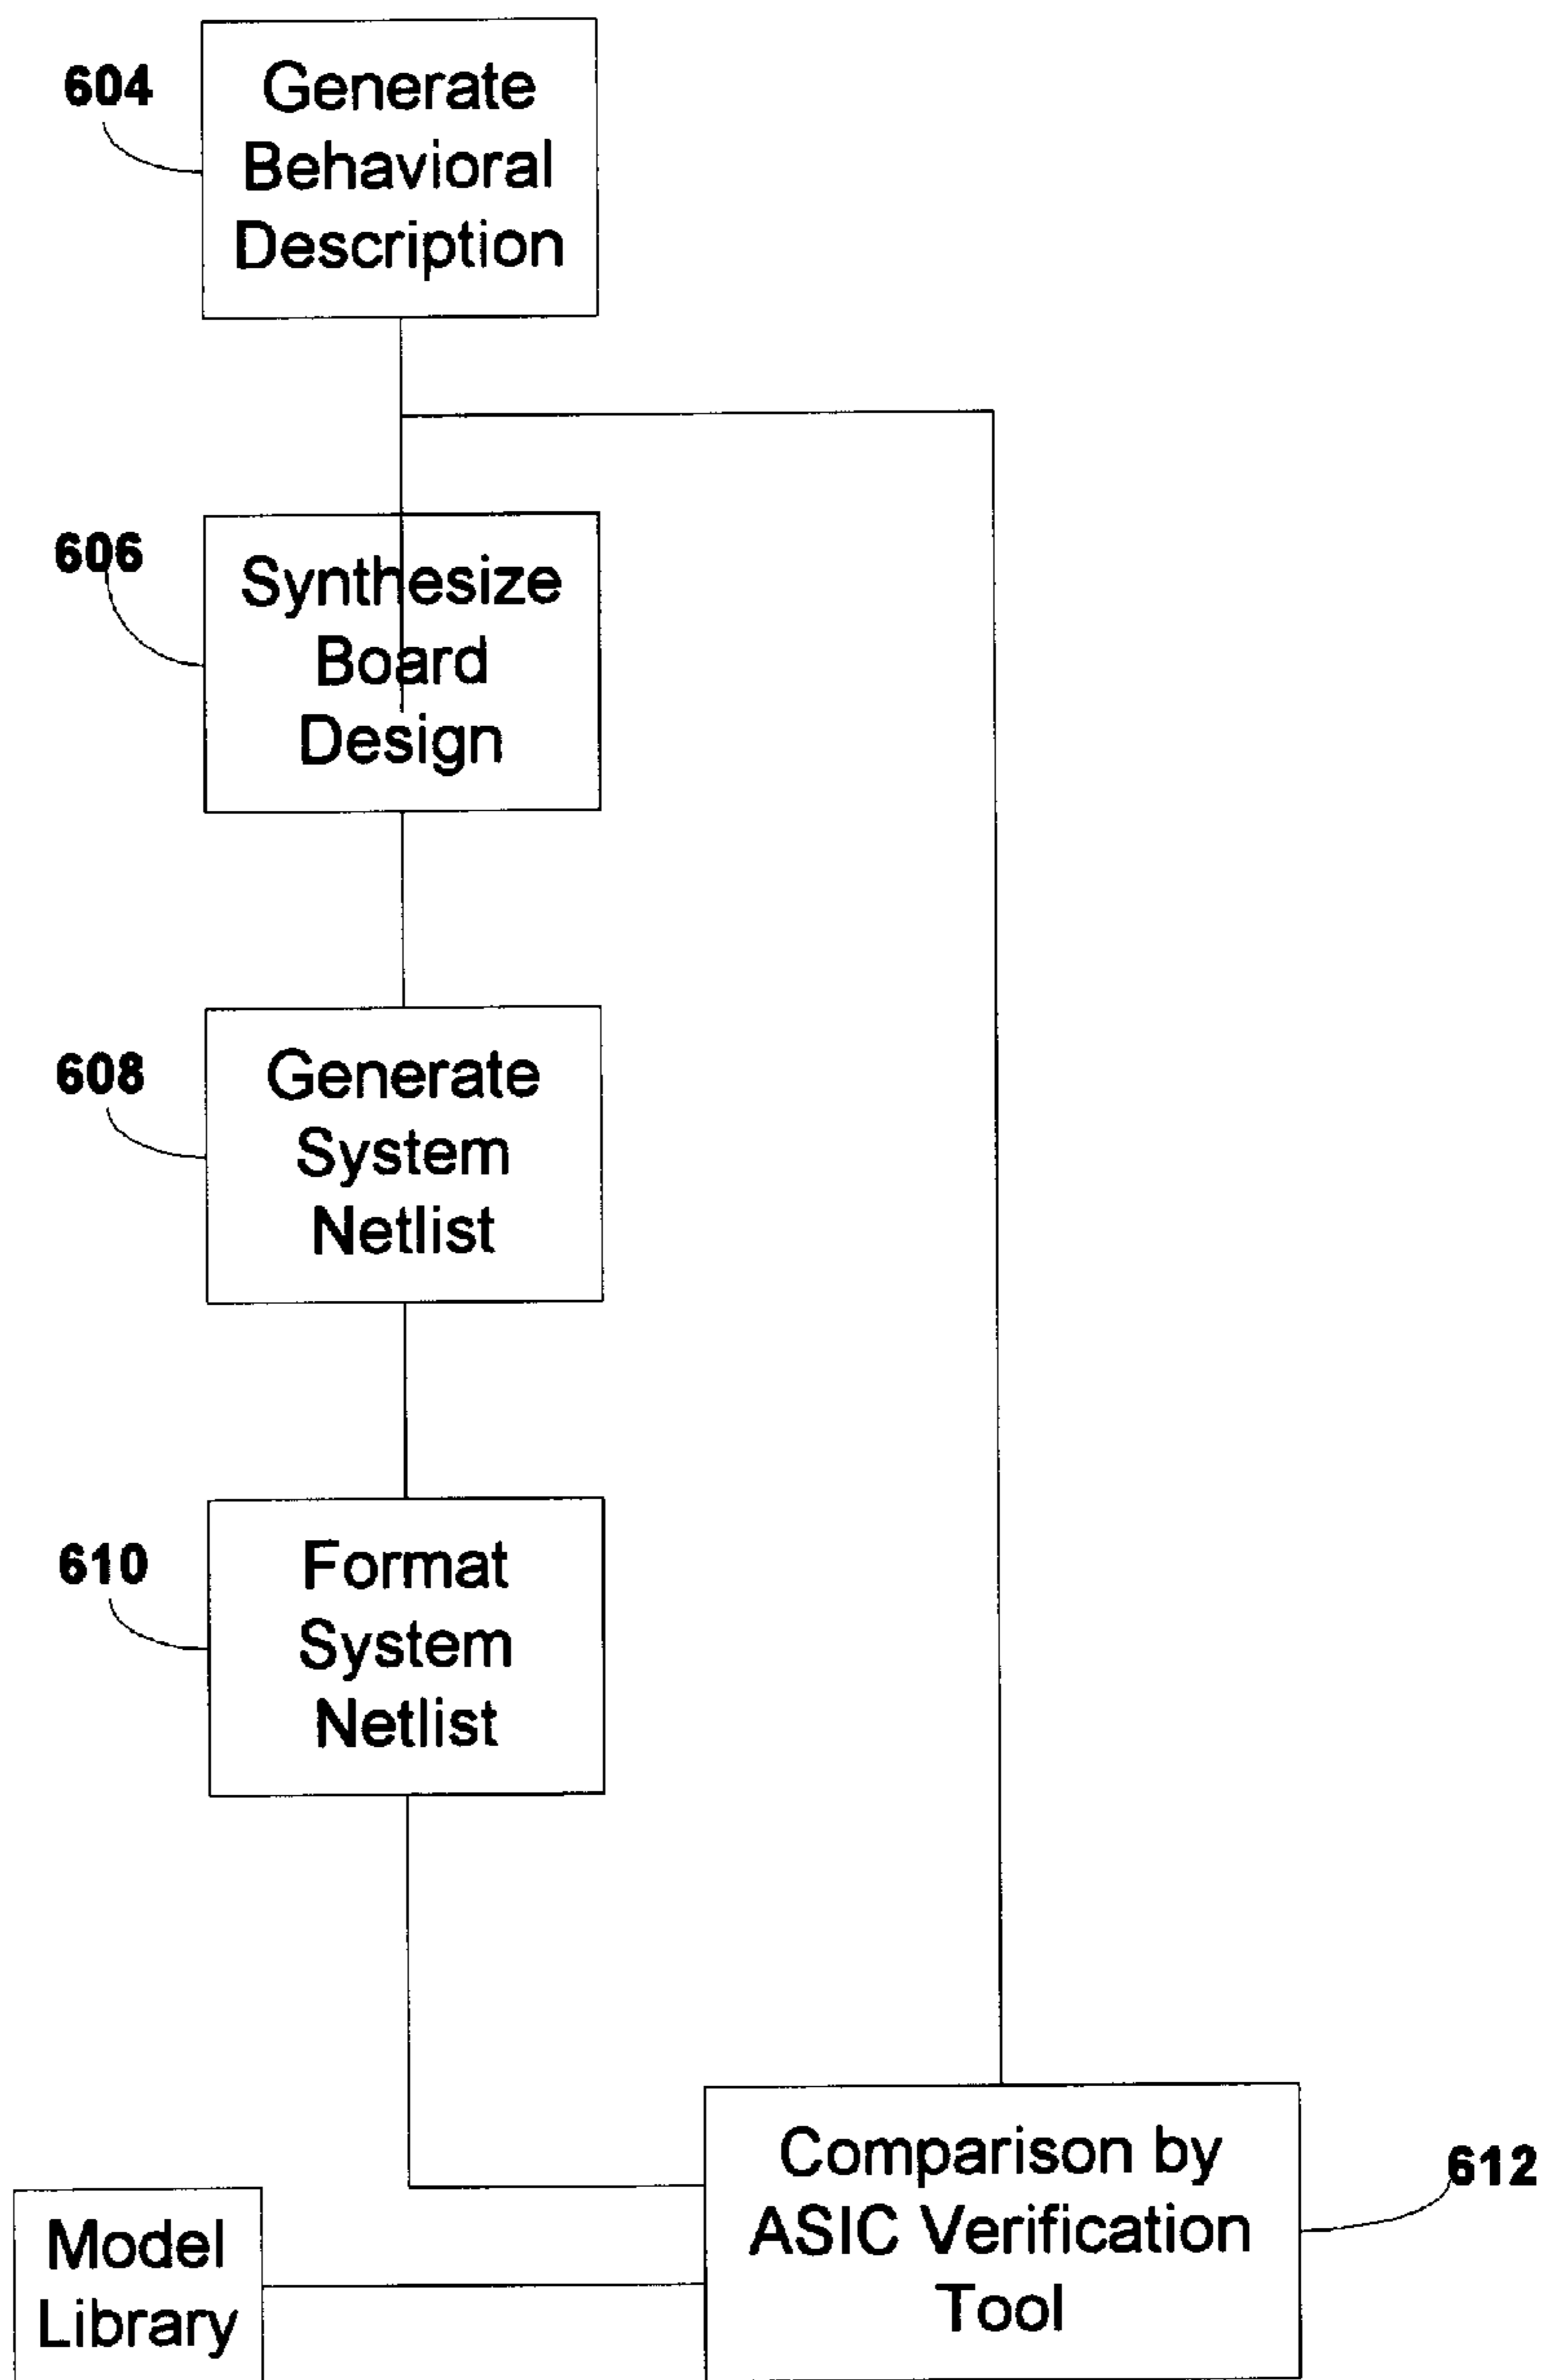 604
Generate
Behavioral
Description
606
Synthesize
Board
Design
608
Generate
System
Netlist
610
Format
System
Netlist
Comparison by
ASIC Verification
Tool
612
Model
Library